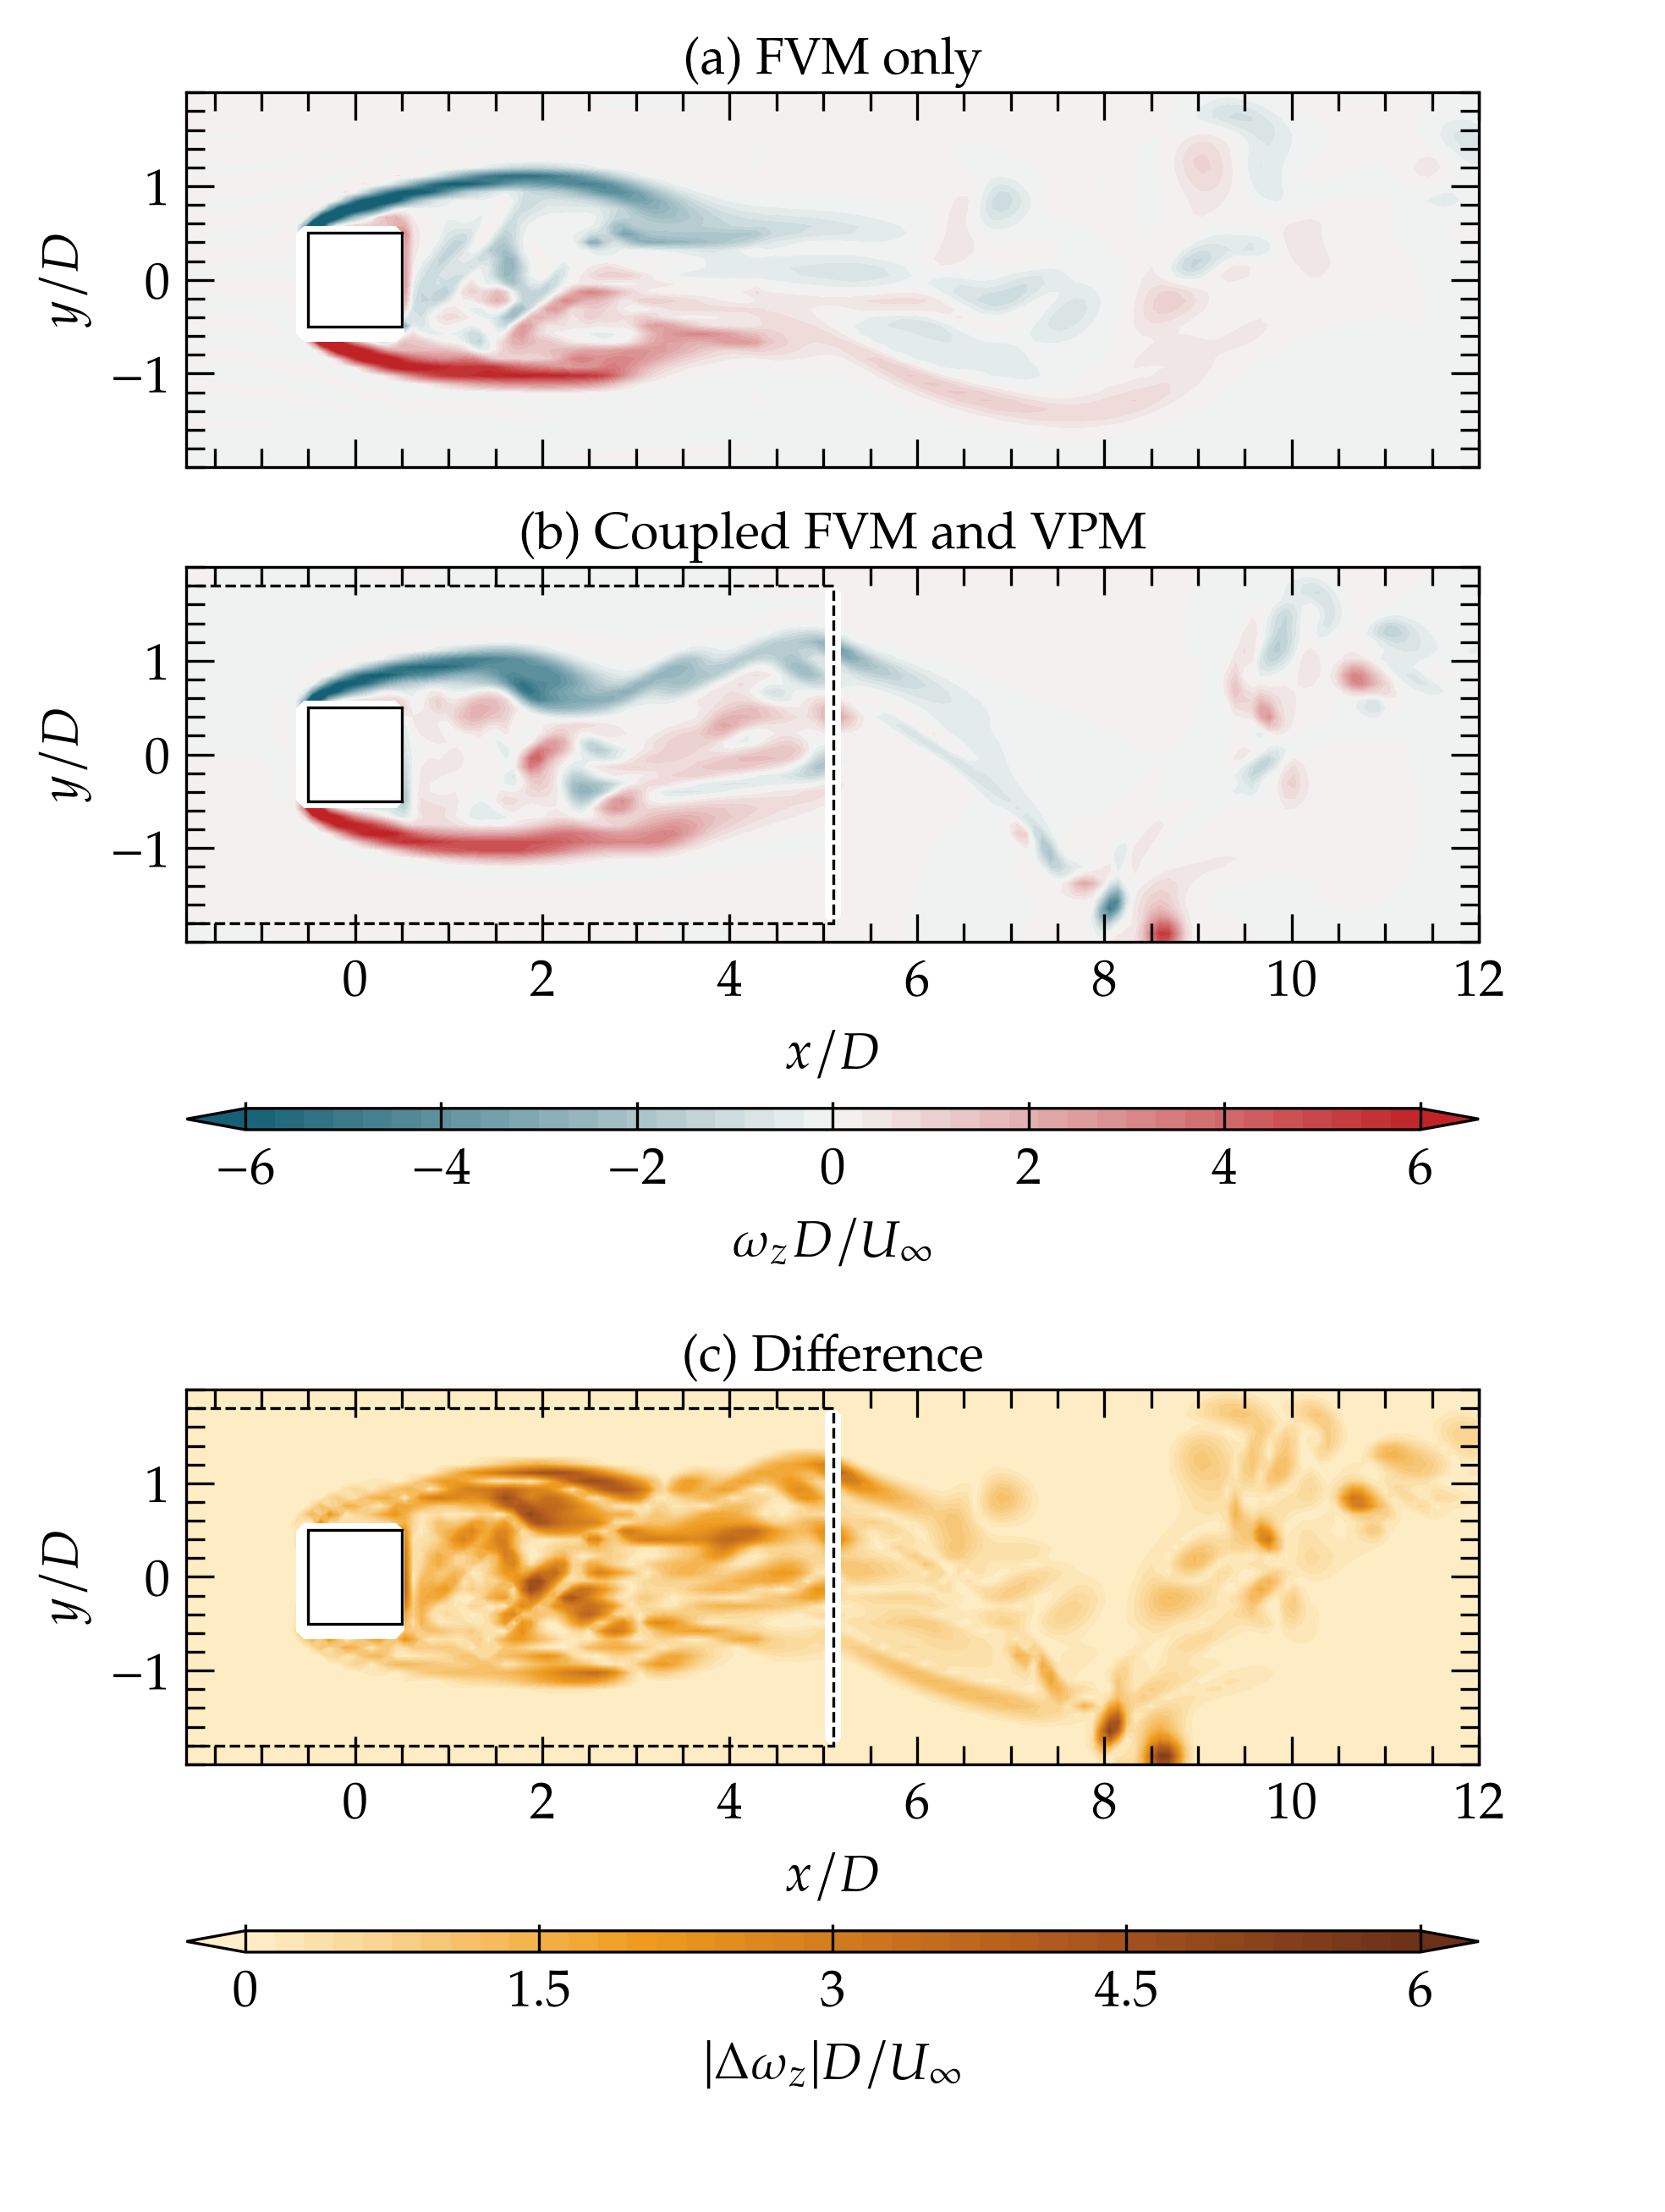 (a) FVM only
1
0
−1
y/D
(b) Coupled FVM and VPM
1
0
−1
y/D
0 2 4 6 8 10 12
x/D
−6 −4 −2 0 2 4 6
ω_z D/U_∞
(c) Difference
1
0
−1
y/D
0 2 4 6 8 10 12
x/D
0 1.5 3 4.5 6
|Δω_z|D/U_∞